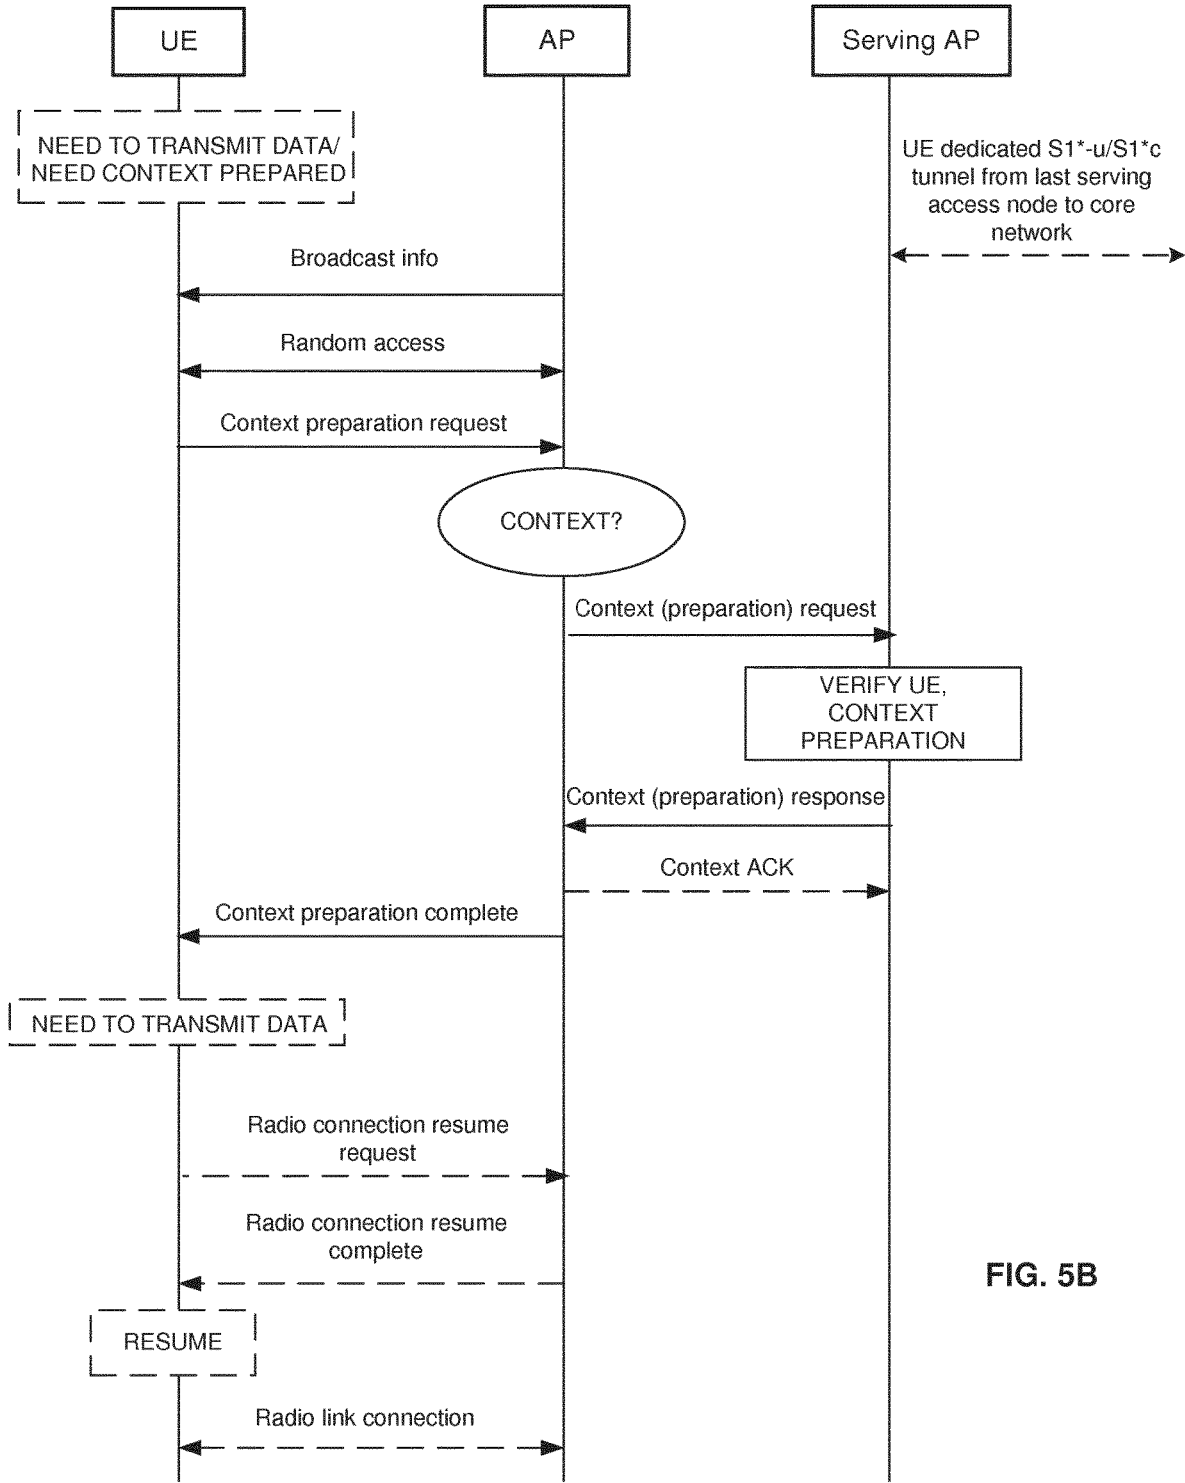 UE
AP
Serving AP
NEED TO TRANSMIT DATA/
NEED CONTEXT PREPARED
UE dedicated S1*-u/S1*c
tunnel from last serving
access node to core
network
Broadcast info
Random access
Context preparation request
CONTEXT?
Context (preparation) request
VERIFY UE,
CONTEXT
PREPARATION
Context (preparation) response
Context ACK
Context preparation complete
NEED TO TRANSMIT DATA
Radio connection resume
request
Radio connection resume
complete
FIG. 5B
RESUME
Radio link connection